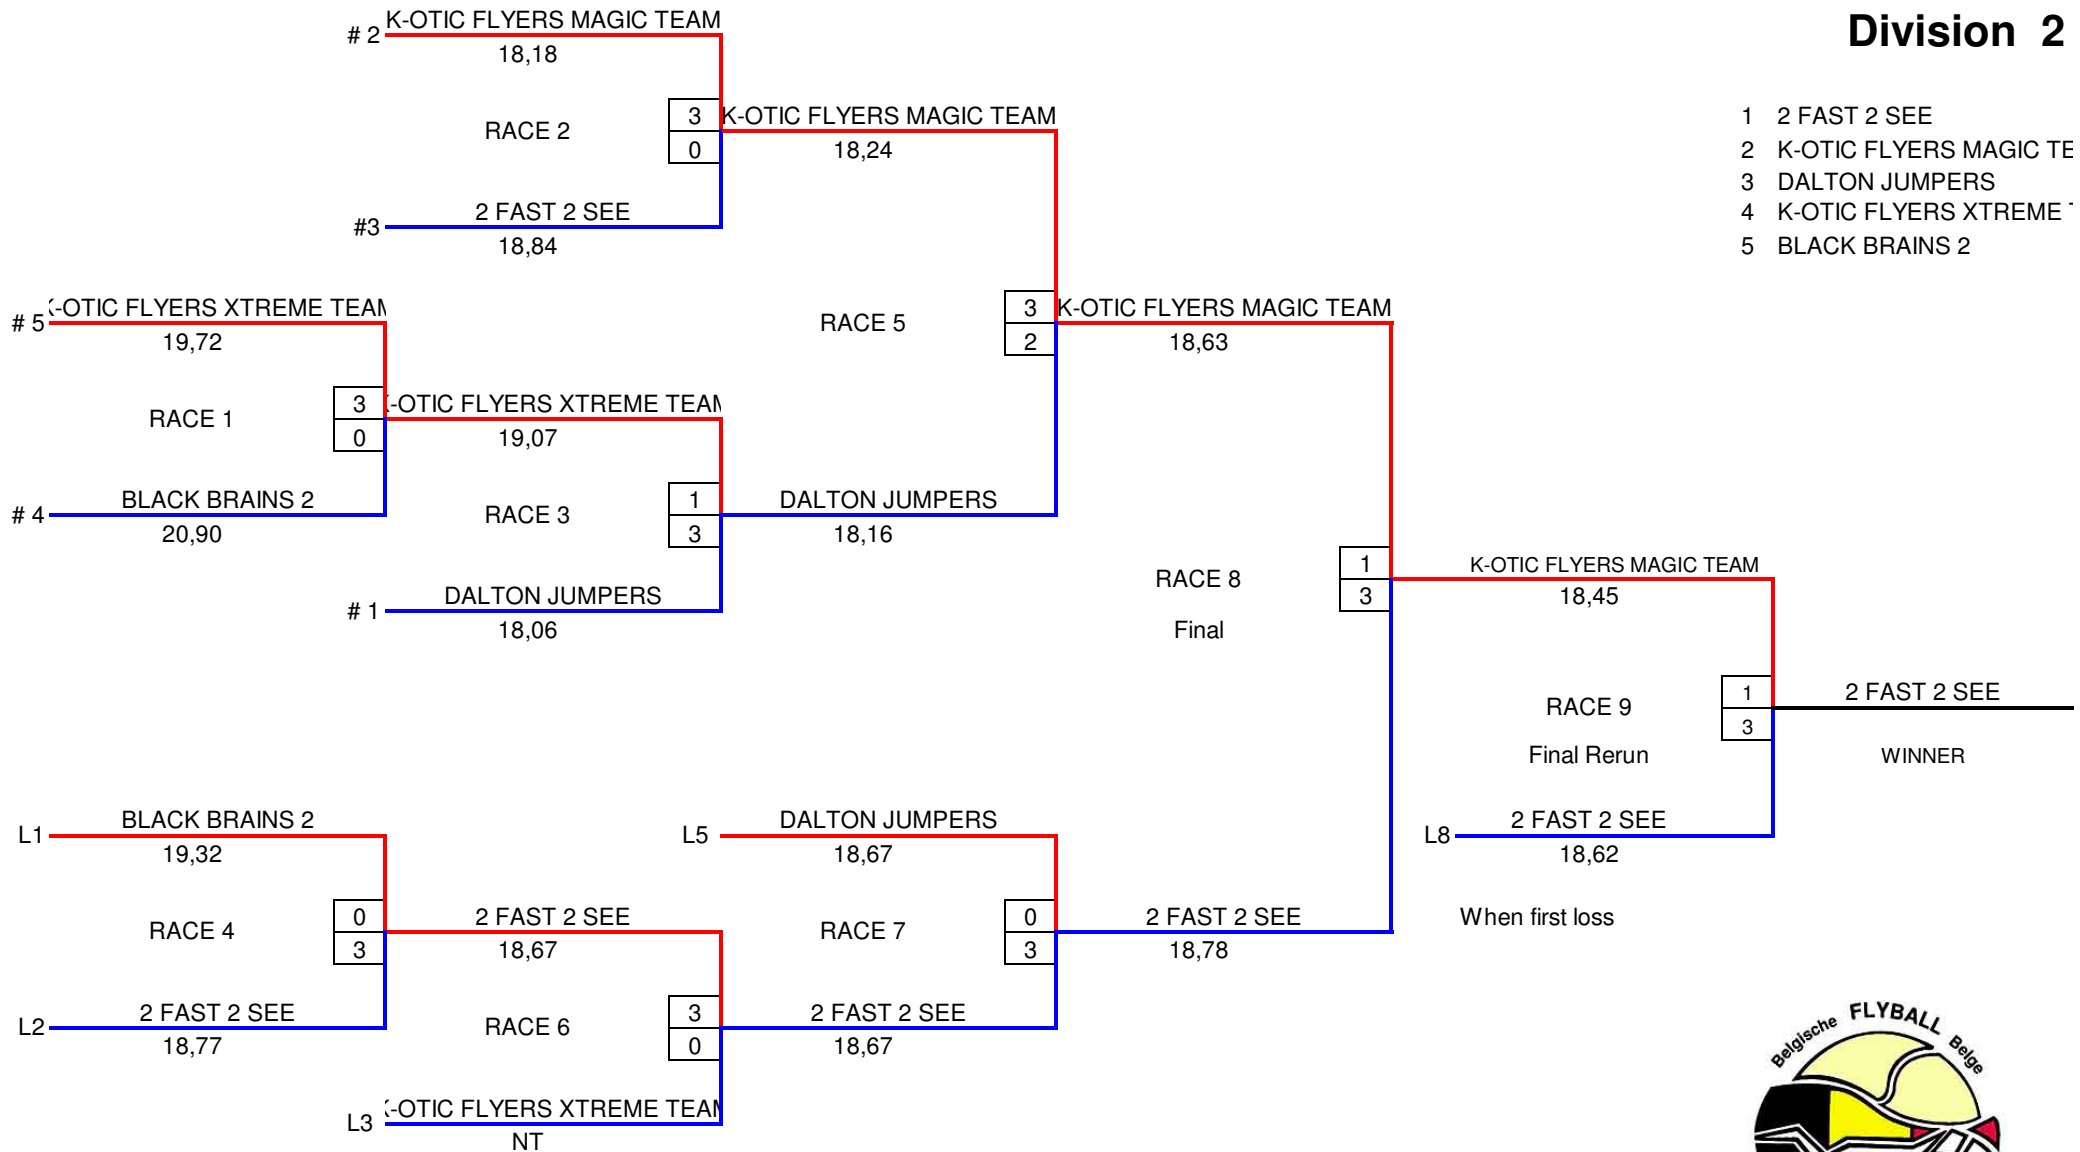 Division 2
1 2 FAST 2 SEE
2 K-OTIC FLYERS MAGIC TE
3 DALTON JUMPERS
4 K-OTIC FLYERS XTREME
5 BLACK BRAINS 2
K-OTIC FLYERS MAGIC TEAM
# 2
18,18
RACE 2
3
0
2 FAST 2 SEE
#3
18,84
K-OTIC FLYERS MAGIC TEAM
18,24
K-OTIC FLYERS XTREME TEAM
# 5
19,72
RACE 1
3
0
BLACK BRAINS 2
# 4
20,90
K-OTIC FLYERS XTREME TEAM
19,07
RACE 3
1
3
DALTON JUMPERS
# 1
18,06
RACE 5
3
2
DALTON JUMPERS
18,16
K-OTIC FLYERS MAGIC TEAM
18,63
RACE 8
1
3
Final
K-OTIC FLYERS MAGIC TEAM
18,45
RACE 9
1
3
Final Rerun
2 FAST 2 SEE
WINNER
L8
2 FAST 2 SEE
18,62
When first loss
BLACK BRAINS 2
L1
19,32
RACE 4
0
3
2 FAST 2 SEE
L2
18,77
2 FAST 2 SEE
18,67
RACE 6
3
0
K-OTIC FLYERS XTREME TEAM
L3
NT
DALTON JUMPERS
L5
18,67
RACE 7
0
3
2 FAST 2 SEE
18,67
2 FAST 2 SEE
18,78
Belgische FLYBALL Belge